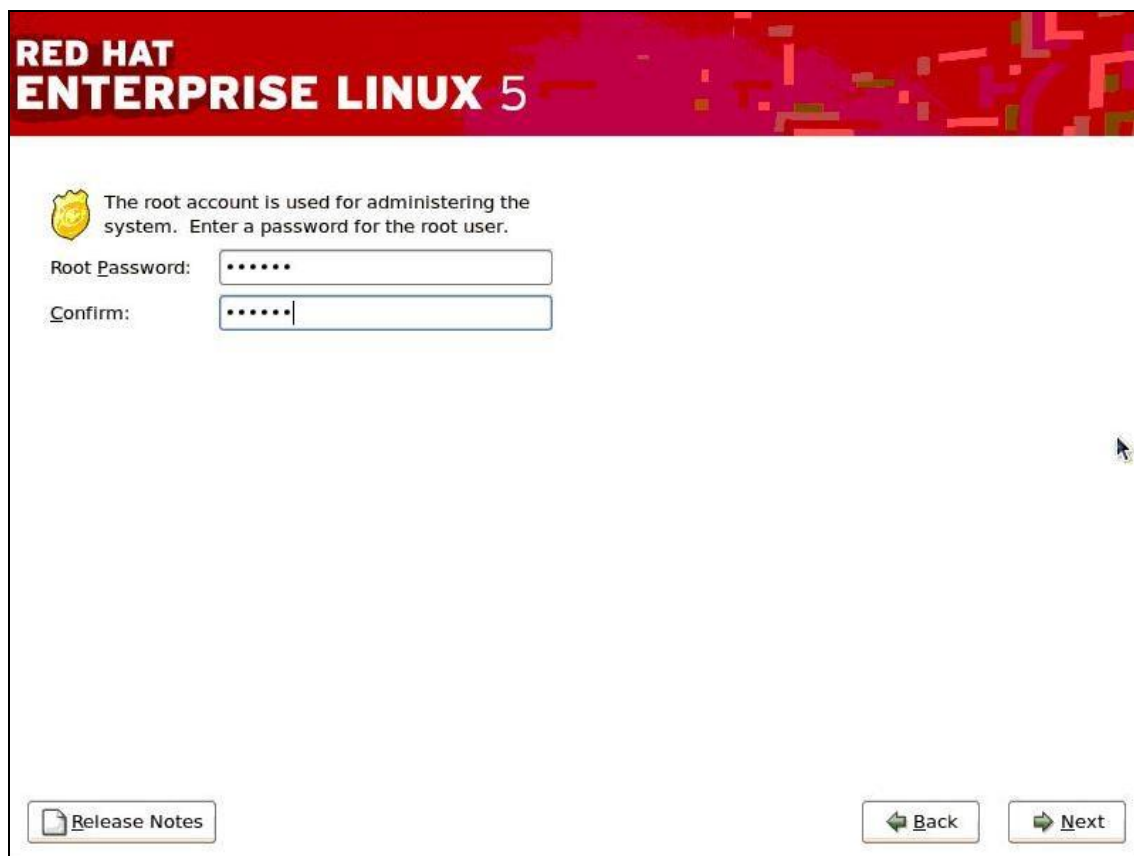 RED HAT
ENTERPRISE LINUX 5
The root account is used for administering the
system.  Enter a password for the root user.
Root Password: ••••••
Confirm: ••••••
Release Notes
Back
Next